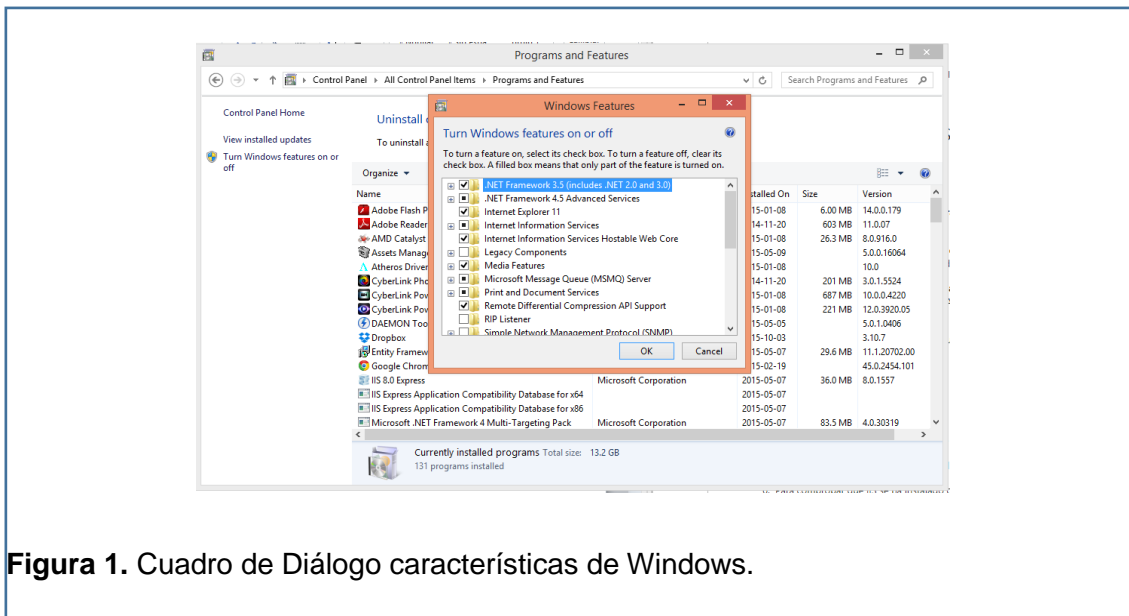 Programs and Features
Control Panel ▸ All Control Panel Items ▸ Programs and Features
Search Programs and Features
Control Panel Home
View installed updates
Turn Windows features on or
off
Uninstall
To uninstall a
Windows Features
Turn Windows features on or off
To turn a feature on, select its check box. To turn a feature off, clear its
check box. A filled box means that only part of the feature is turned on.
.NET Framework 3.5 (includes .NET 2.0 and 3.0)
.NET Framework 4.5 Advanced Services
Internet Explorer 11
Internet Information Services
Internet Information Services Hostable Web Core
Legacy Components
Media Features
Microsoft Message Queue (MSMQ) Server
Print and Document Services
Remote Differential Compression API Support
RIP Listener
Simple Network Management Protocol (SNMP)
OK Cancel
Organize
Name stalled On Size Version
Adobe Flash P 15-01-08 6.00 MB 14.0.0.179
Adobe Reader 14-11-20 603 MB 11.0.07
AMD Catalyst 15-01-08 26.3 MB 8.0.916.0
Assets Manag 15-05-09 5.0.0.16064
Atheros Driver 15-01-08 10.0
CyberLink Pho 14-11-20 201 MB 3.0.1.5524
CyberLink Pow 15-01-08 687 MB 10.0.0.4220
CyberLink Pow 15-01-08 221 MB 12.0.3920.05
DAEMON Too 15-05-05 5.0.1.0406
Dropbox 15-10-03 3.10.7
Entity Framew 15-05-07 29.6 MB 11.1.20702.00
Google Chrom 15-02-19 45.0.2454.101
IIS 8.0 Express Microsoft Corporation 2015-05-07 36.0 MB 8.0.1557
IIS Express Application Compatibility Database for x64 2015-05-07
IIS Express Application Compatibility Database for x86 2015-05-07
Microsoft .NET Framework 4 Multi-Targeting Pack Microsoft Corporation 2015-05-07 83.5 MB 4.0.30319
Currently installed programs Total size: 13.2 GB
131 programs installed
Figura 1. Cuadro de Diálogo características de Windows.